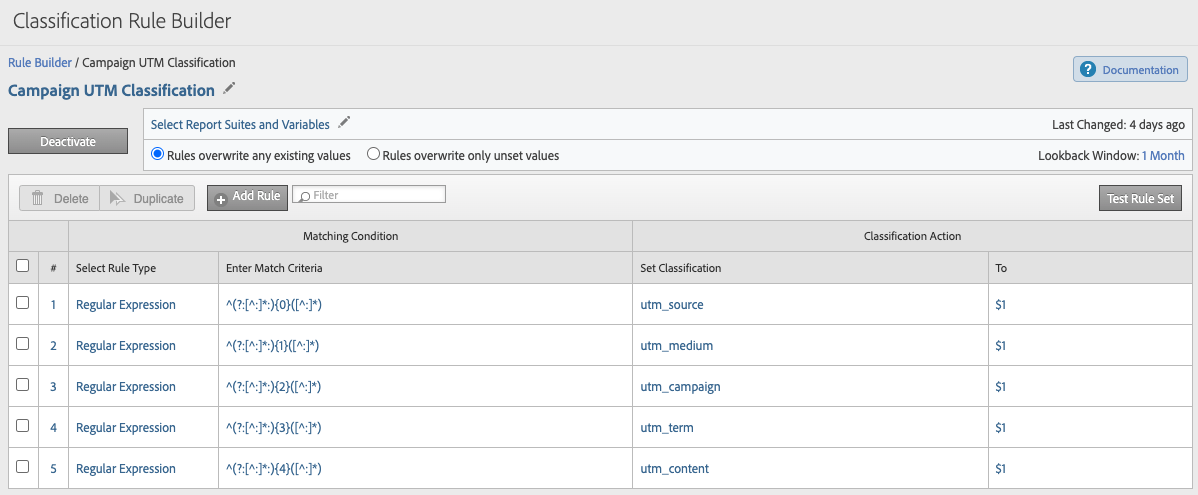 Classification Rule Builder
Rule Builder / Campaign UTM Classification
? Documentation
Campaign UTM Classification
Deactivate
Select Report Suites and Variables
Last Changed: 4 days ago
Rules overwrite any existing values
Rules overwrite only unset values
Lookback Window: 1 Month
Delete
Duplicate
+ Add Rule
Filter
Test Rule Set
Matching Condition
Classification Action
# Select Rule Type Enter Match Criteria Set Classification To
1 Regular Expression ^(?:[^:]*:){0}([^:]*) utm_source $1
2 Regular Expression ^(?:[^:]*:){1}([^:]*) utm_medium $1
3 Regular Expression ^(?:[^:]*:){2}([^:]*) utm_campaign $1
4 Regular Expression ^(?:[^:]*:){3}([^:]*) utm_term $1
5 Regular Expression ^(?:[^:]*:){4}([^:]*) utm_content $1